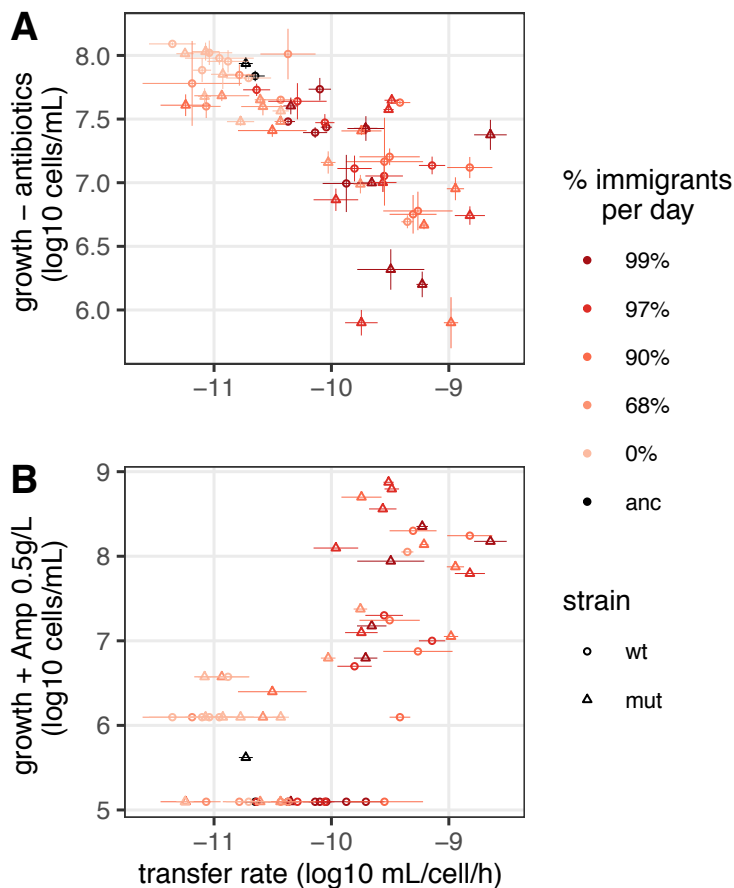 A
growth − antibiotics
(log10 cells/mL)
8.0
7.5
7.0
6.5
6.0
−11
−10
−9
B
growth + Amp 0.5g/L
(log10 cells/mL)
9
8
7
6
5
−11
−10
−9
transfer rate (log10 mL/cell/h)
% immigrants
per day
99%
97%
90%
68%
0%
anc
strain
wt
mut